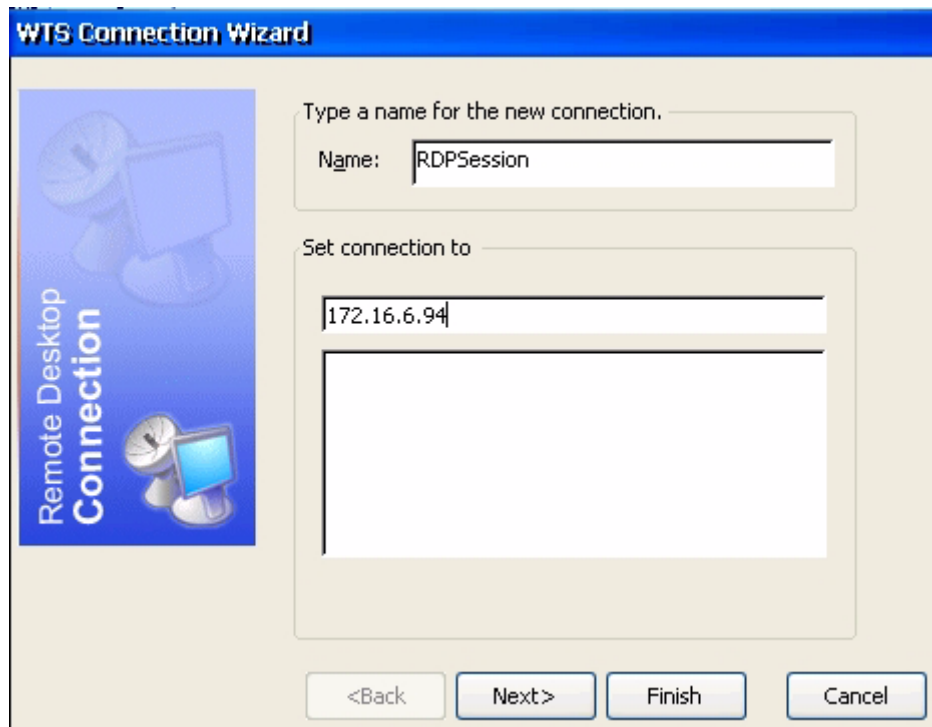 WTS Connection Wizard
Type a name for the new connection.
Name:
RDPSession
Set connection to
172.16.6.94
Remote Desktop
Connection
<Back
Next>
Finish
Cancel